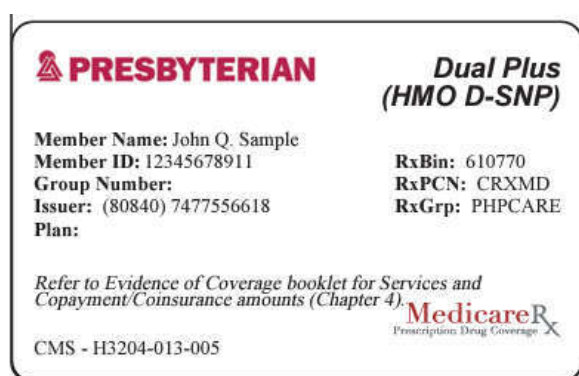 PRESBYTERIAN
Dual Plus
(HMO D-SNP)
Member Name: John Q. Sample
Member ID: 12345678911
Group Number:
Issuer: (80840) 7477556618
Plan:
RxBin: 610770
RxPCN: CRXMD
RxGrp: PHPCARE
Refer to Evidence of Coverage booklet for Services and
Copayment/Coinsurance amounts (Chapter 4).
MedicareRx
Prescription Drug Coverage
CMS - H3204-013-005